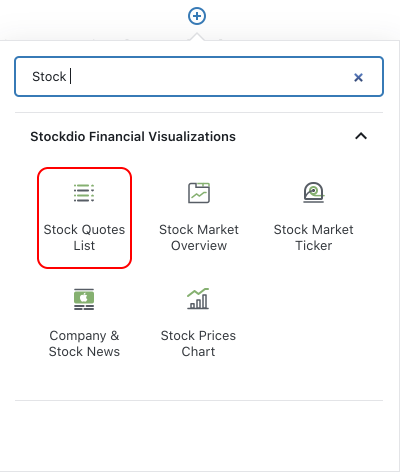 Stock
Stockdio Financial Visualizations
Stock Quotes
List
Stock Market
Overview
Stock Market
Ticker
Company &
Stock News
Stock Prices
Chart